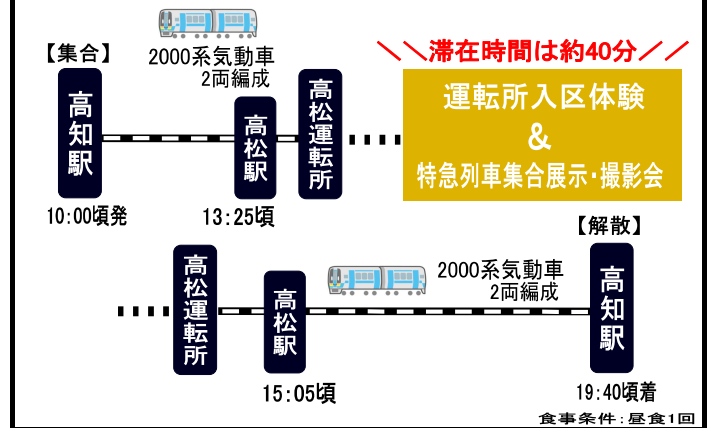 【集合】
高知駅
10:00頃発
2000系気動車
2両編成
高松駅
13:25頃
高松運転所
＼＼滞在時間は約40分／／
運転所入区体験
&
特急列車集合展示・撮影会
高松運転所
高松駅
15:05頃
2000系気動車
2両編成
【解散】
高知駅
19:40頃着
食事条件:昼食1回